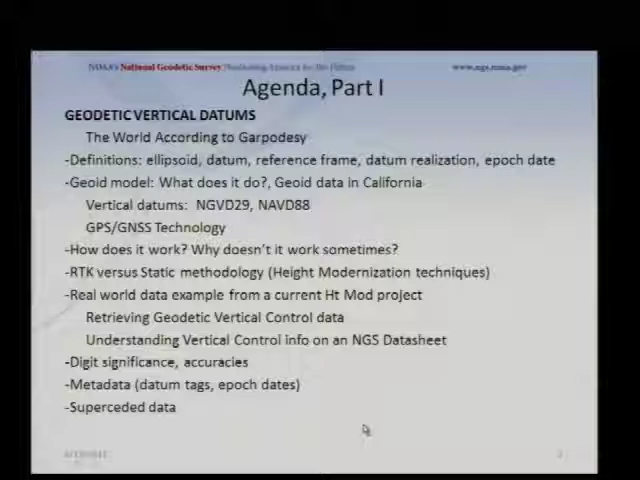 NOAA's National Geodetic Survey Positioning America for the Future www.ngs.noaa.gov
Agenda, Part I
GEODETIC VERTICAL DATUMS
The World According to Garpodesy
-Definitions: ellipsoid, datum, reference frame, datum realization, epoch date
-Geoid model: What does it do?, Geoid data in California
Vertical datums: NGVD29, NAVD88
GPS/GNSS Technology
-How does it work? Why doesn't it work sometimes?
-RTK versus Static methodology (Height Modernization techniques)
-Real world data example from a current Ht Mod project
Retrieving Geodetic Vertical Control data
Understanding Vertical Control info on an NGS Datasheet
-Digit significance, accuracies
-Metadata (datum tags, epoch dates)
-Superceded data